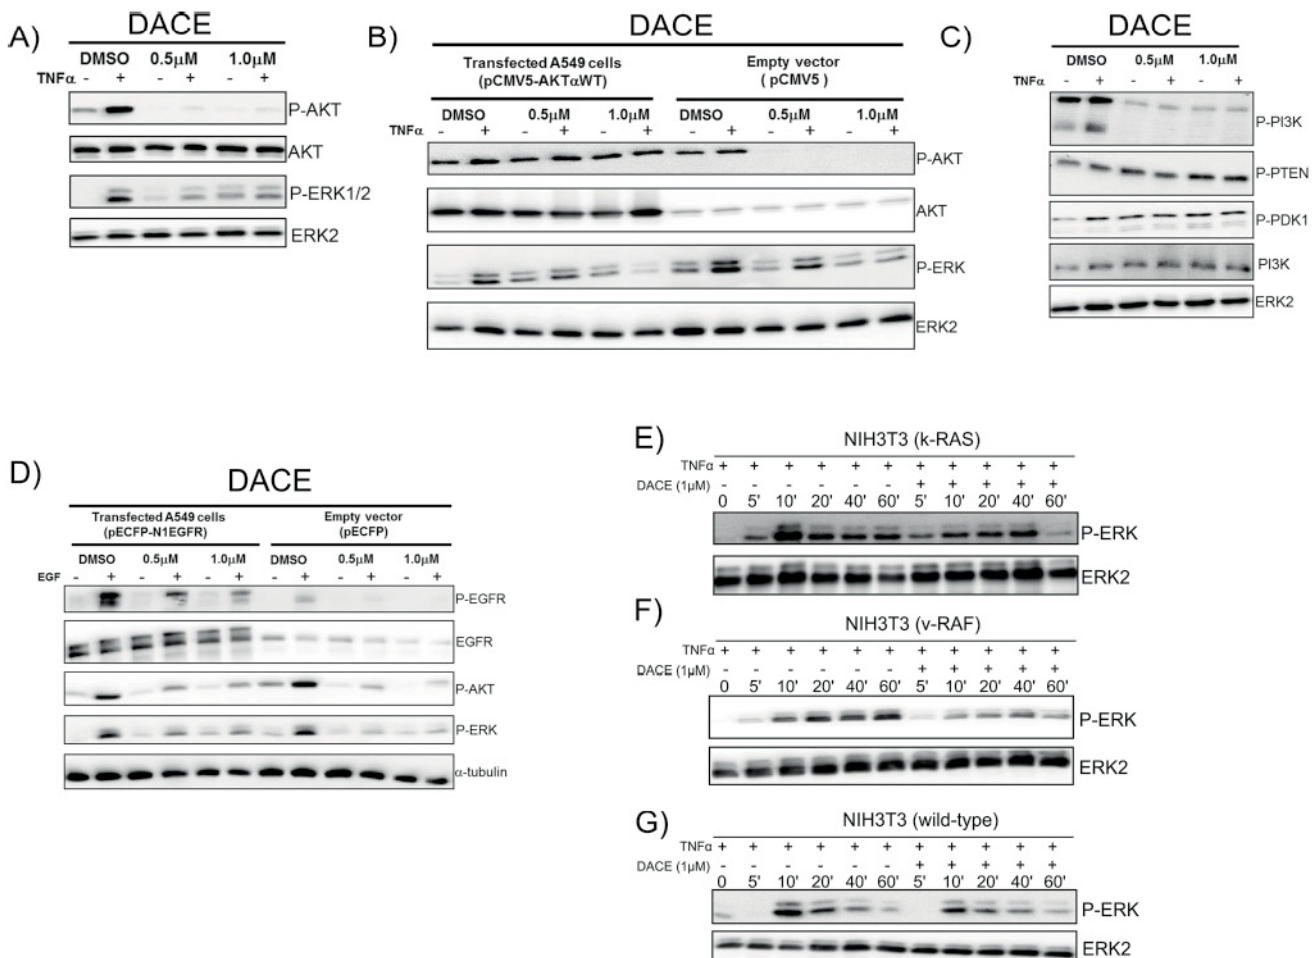 A)
DACE
DMSO 0.5μM 1.0μM
TNFα - + - + - +
P-AKT
AKT
P-ERK1/2
ERK2
B)
DACE
Transfected A549 cells Empty vector
(pCMV5-AKTαWT) ( pCMV5 )
DMSO 0.5μM 1.0μM DMSO 0.5μM 1.0μM
TNFα - + - + - + - + - + - +
P-AKT
AKT
P-ERK
ERK2
C)
DACE
DMSO 0.5μM 1.0μM
TNFα - + - + - +
P-PI3K
P-PTEN
P-PDK1
PI3K
ERK2
D)
DACE
Transfected A549 cells Empty vector
(pECFP-N1EGFR) (pECFP)
DMSO 0.5μM 1.0μM DMSO 0.5μM 1.0μM
EGF - + - + - + - + - + - +
P-EGFR
EGFR
P-AKT
P-ERK
α-tubulin
E)
NIH3T3 (k-RAS)
TNFα + + + + + + + + + + +
DACE (1μM) - - - - - + + + + +
0 5' 10' 20' 40' 60' 5' 10' 20' 40' 60'
P-ERK
ERK2
F)
NIH3T3 (v-RAF)
TNFα + + + + + + + + + + +
DACE (1μM) - - - - - - + + + + +
0 5' 10' 20' 40' 60' 5' 10' 20' 40' 60'
P-ERK
ERK2
G)
NIH3T3 (wild-type)
TNFα + + + + + + + + + + +
DACE (1μM) - - - - - - + + + + +
0 5' 10' 20' 40' 60' 5' 10' 20' 40' 60'
P-ERK
ERK2